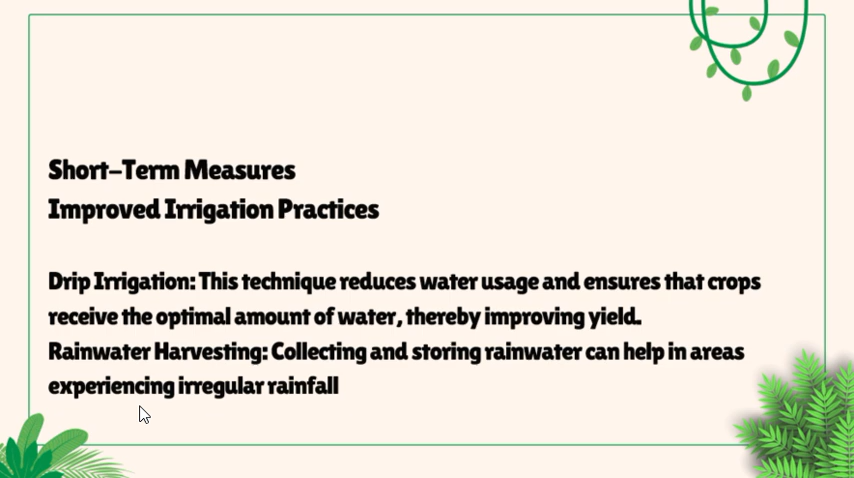 Short-Term Measures
Improved Irrigation Practices
Drip Irrigation: This technique reduces water usage and ensures that crops
receive the optimal amount of water, thereby improving yield.
Rainwater Harvesting: Collecting and storing rainwater can help in areas
experiencing irregular rainfall